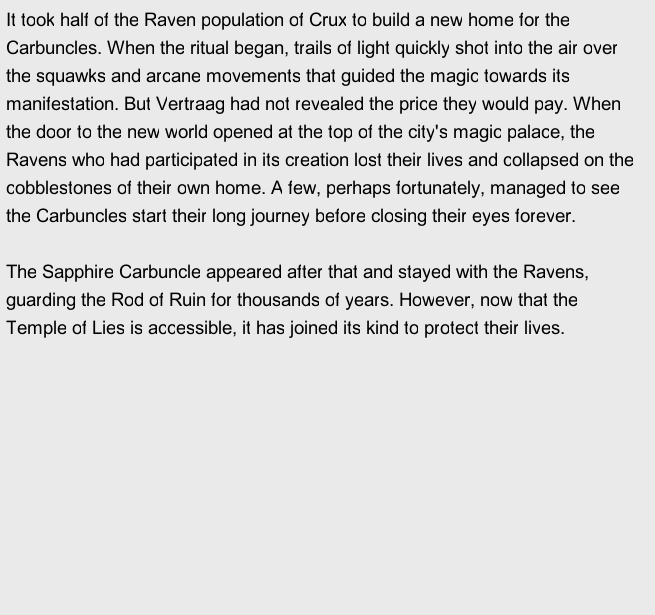 It took half of the Raven population of Crux to build a new home for the
Carbuncles. When the ritual began, trails of light quickly shot into the air over
the squawks and arcane movements that guided the magic towards its
manifestation. But Vertraag had not revealed the price they would pay. When
the door to the new world opened at the top of the city's magic palace, the
Ravens who had participated in its creation lost their lives and collapsed on the
cobblestones of their own home. A few, perhaps fortunately, managed to see
the Carbuncles start their long journey before closing their eyes forever.

The Sapphire Carbuncle appeared after that and stayed with the Ravens,
guarding the Rod of Ruin for thousands of years. However, now that the
Temple of Lies is accessible, it has joined its kind to protect their lives.